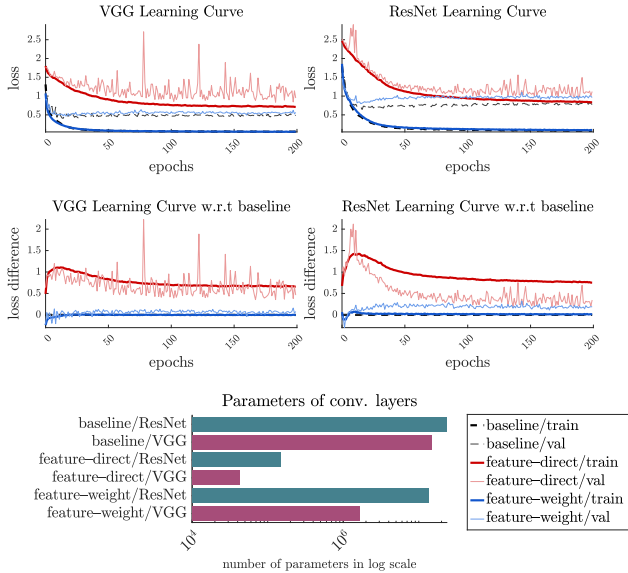 VGG Learning Curve
ResNet Learning Curve
2.5
2
1.5
1
0.5
loss
0
50
100
150
200
epochs
2.5
2
1.5
1
0.5
loss
0
50
100
150
200
epochs
VGG Learning Curve w.r.t baseline
ResNet Learning Curve w.r.t baseline
2
1.5
1
0.5
0
loss difference
0
50
100
150
200
epochs
2
1.5
1
0.5
0
loss difference
0
50
100
150
200
epochs
Parameters of conv. layers
baseline/ResNet
baseline/VGG
feature–direct/ResNet
feature–direct/VGG
feature–weight/ResNet
feature–weight/VGG
10^4
10^6
number of parameters in log scale
baseline/train
baseline/val
feature–direct/train
feature–direct/val
feature–weight/train
feature–weight/val